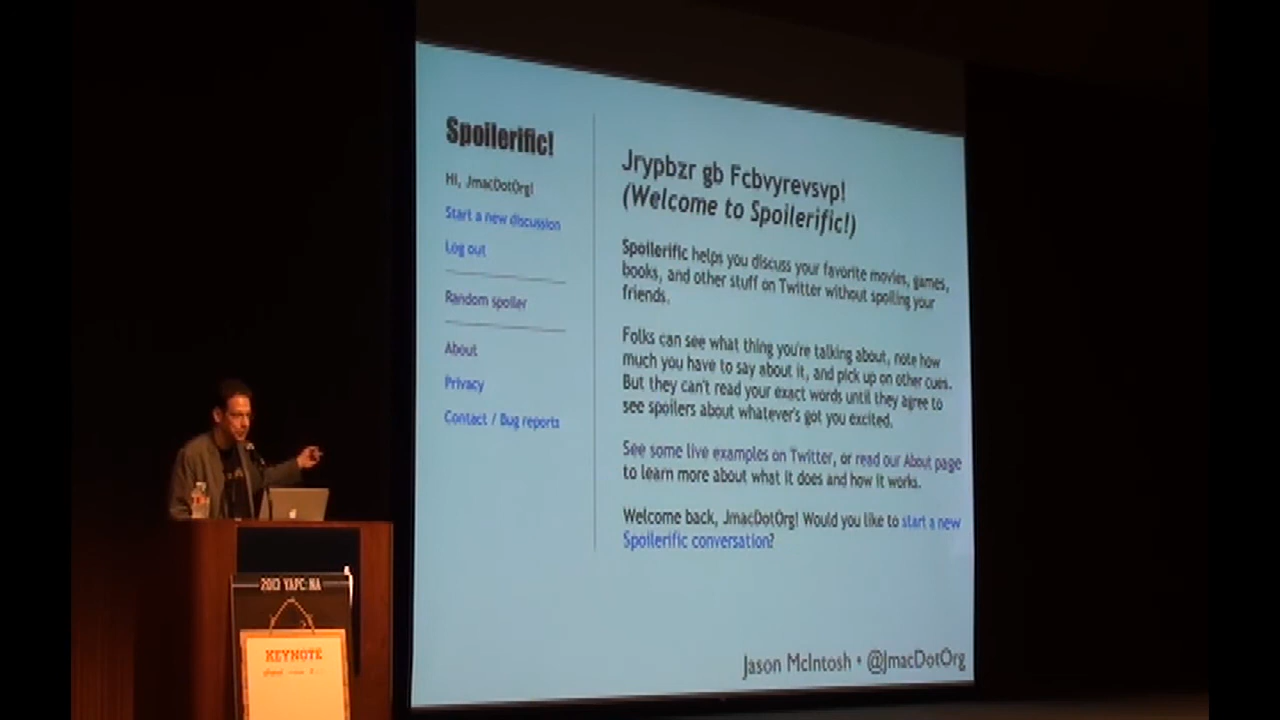 Spoilerific!
Hi, JmacDotOrg!
Start a new discussion
Log out
Random spoiler
About
Privacy
Contact / Bug reports
Jrypbzr gb Fcbvyrevsvp!
(Welcome to Spoilerific!)
Spoilerific helps you discuss your favorite movies, games,
books, and other stuff on Twitter without spoiling your
friends.
Folks can see what thing you're talking about, note how
much you have to say about it, and pick up on other cues.
But they can't read your exact words until they agree to
see spoilers about whatever's got you excited.
See some live examples on Twitter, or read our About page
to learn more about what it does and how it works.
Welcome back, JmacDotOrg! Would you like to start a new
Spoilerific conversation?
Jason McIntosh • @JmacDotOrg
2013 YAPC::NA
KEYNOTE